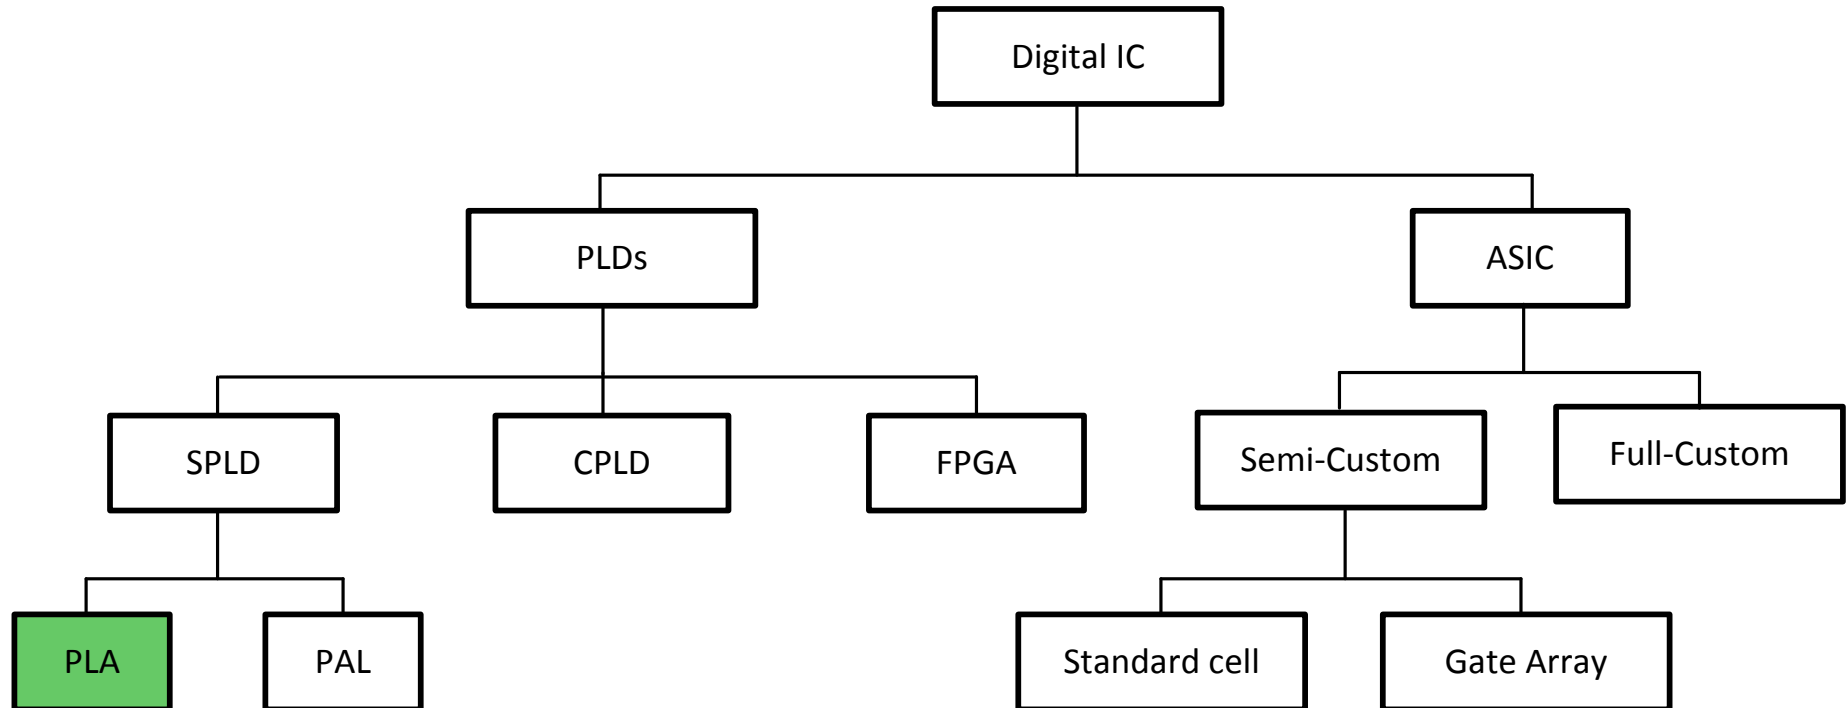 Digital IC
PLDs
ASIC
SPLD
CPLD
FPGA
Semi-Custom
Full-Custom
PLA
PAL
Standard cell
Gate Array